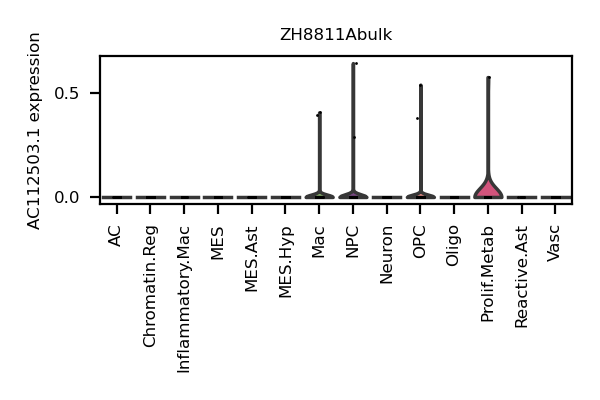 ZH8811Abulk
AC112503.1 expression
0.5
0.0
AC
Chromatin.Reg
Inflammatory.Mac
MES
MES.Ast
MES.Hyp
Mac
NPC
Neuron
OPC
Oligo
Prolif.Metab
Reactive.Ast
Vasc